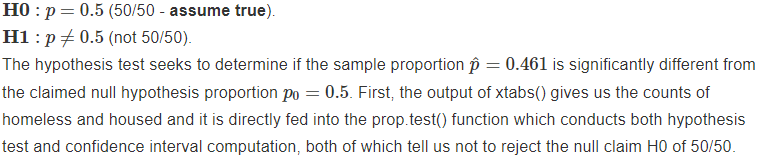 H0 : p = 0.5 (50/50 - assume true).
H1 : p ≠ 0.5 (not 50/50).
The hypothesis test seeks to determine if the sample proportion p̂ = 0.461 is significantly different from
the claimed null hypothesis proportion p₀ = 0.5. First, the output of xtabs() gives us the counts of
homeless and housed and it is directly fed into the prop.test() function which conducts both hypothesis
test and confidence interval computation, both of which tell us not to reject the null claim H0 of 50/50.